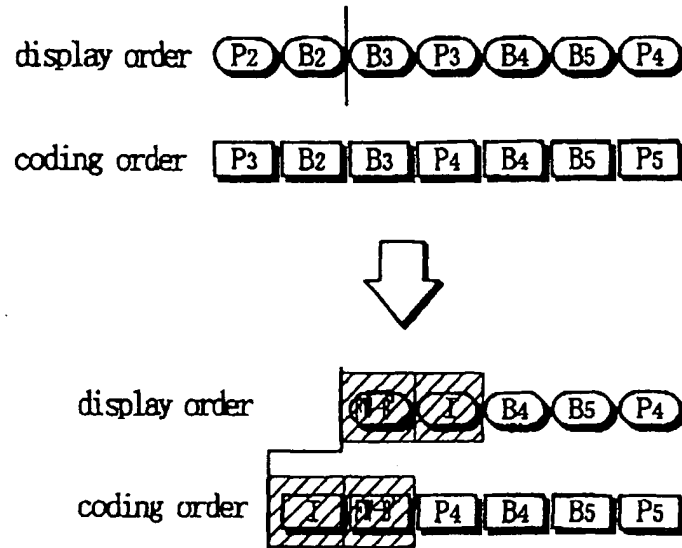 display order P2 B2 B3 P3 B4 B5 P4
coding order P3 B2 B3 P4 B4 B5 P5
display order I B4 B5 P4
coding order I P4 B4 B5 P5